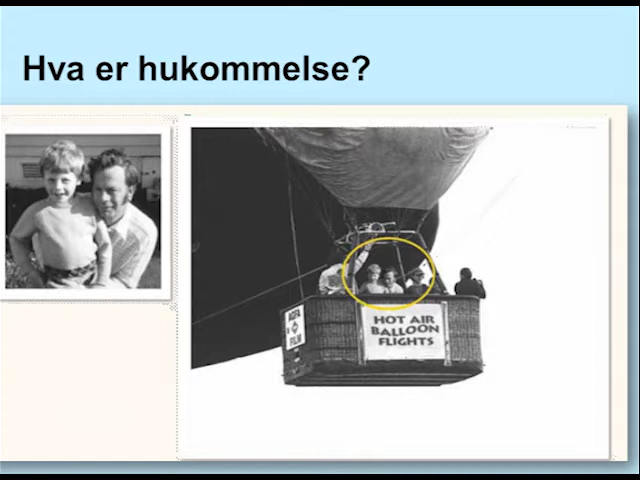 Hva er hukommelse?
AGFA
FILM
HOT AIR
BALLOON
FLIGHTS